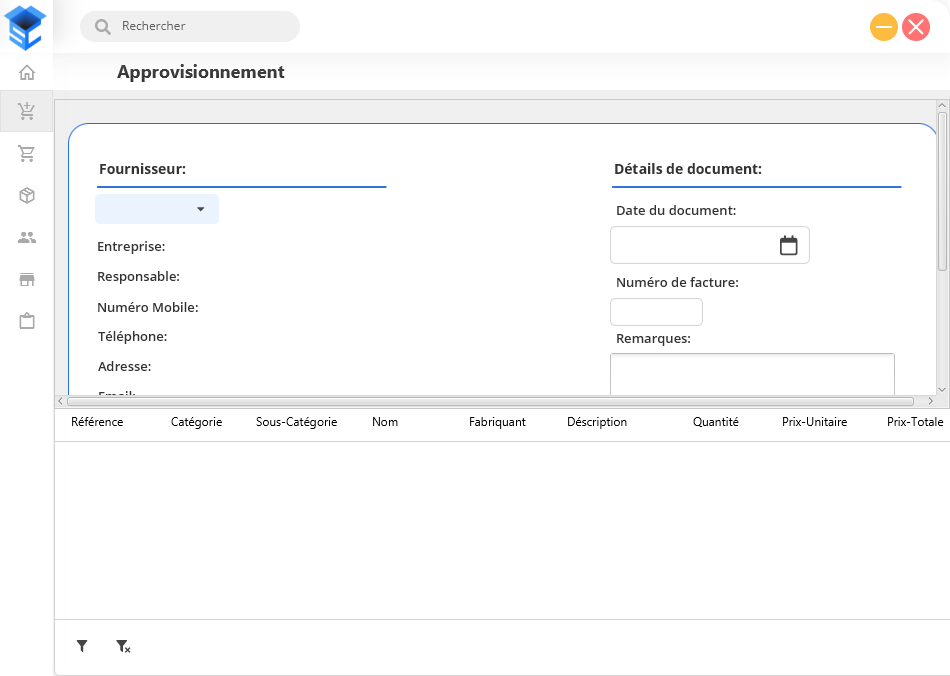 Rechercher
Approvisionnement
Fournisseur:
Entreprise:
Responsable:
Numéro Mobile:
Téléphone:
Adresse:
Email:
Détails de document:
Date du document:
Numéro de facture:
Remarques:
Référence Catégorie Sous-Catégorie Nom Fabriquant Déscription Quantité Prix-Unitaire Prix-Totale